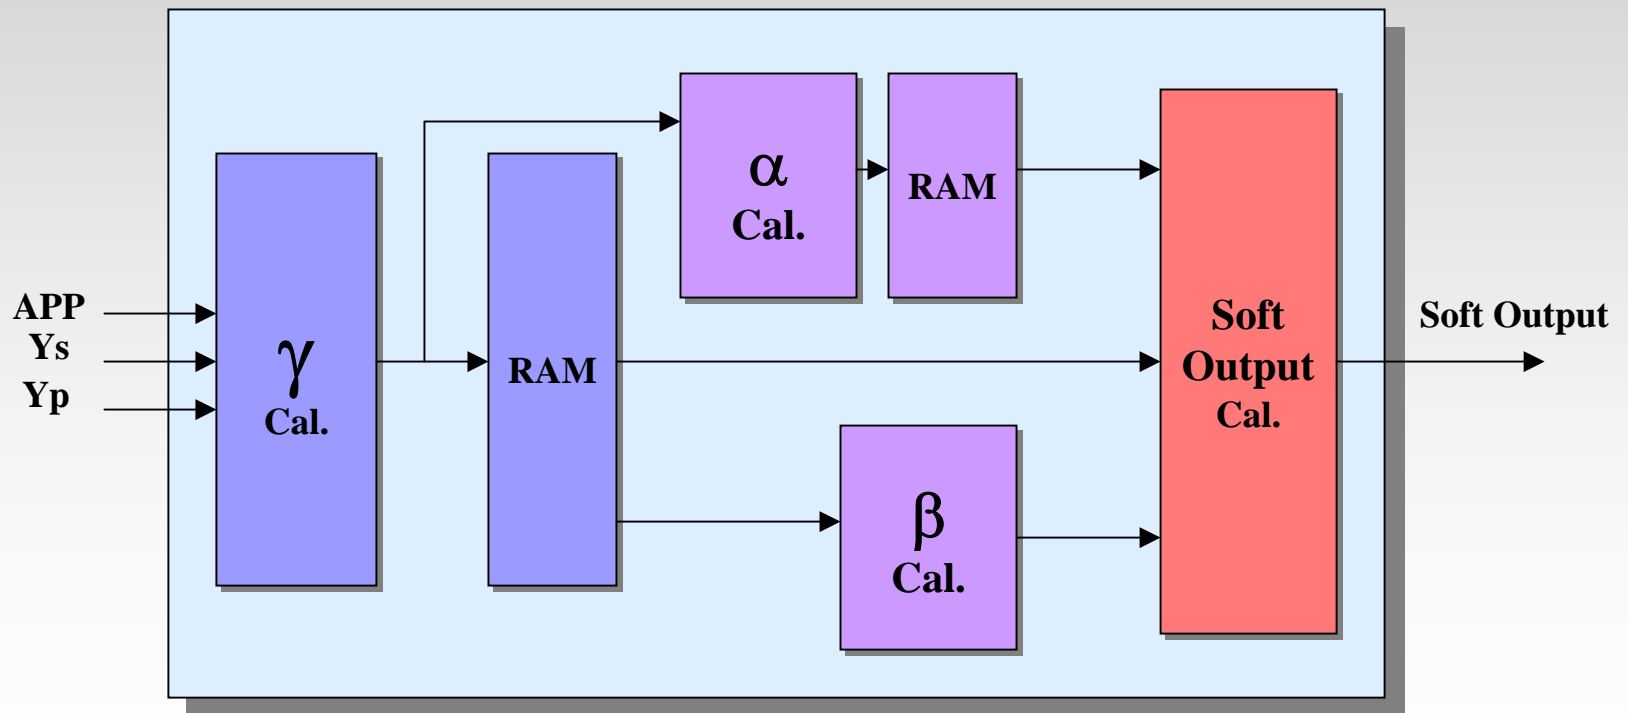 APP
Ys
Yp
γ
Cal.
RAM
α
Cal.
RAM
β
Cal.
Soft
Output
Cal.
Soft Output